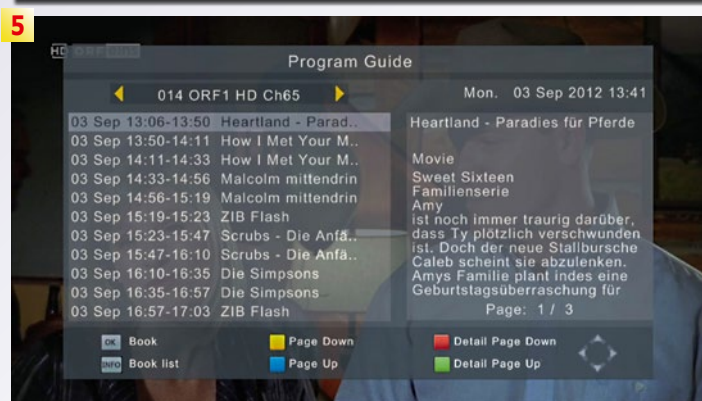 5
HD ORF eins
Program Guide
014 ORF1 HD Ch65
Mon. 03 Sep 2012 13:41
03 Sep 13:06-13:50 Heartland - Parad..
03 Sep 13:50-14:11 How I Met Your M..
03 Sep 14:11-14:33 How I Met Your M..
03 Sep 14:33-14:56 Malcolm mittendrin
03 Sep 14:56-15:19 Malcolm mittendrin
03 Sep 15:19-15:23 ZIB Flash
03 Sep 15:23-15:47 Scrubs - Die Anfä..
03 Sep 15:47-16:10 Scrubs - Die Anfä..
03 Sep 16:10-16:35 Die Simpsons
03 Sep 16:35-16:57 Die Simpsons
03 Sep 16:57-17:03 ZIB Flash
Heartland - Paradies für Pferde
Movie
Sweet Sixteen
Familienserie
Amy
ist noch immer traurig darüber,
dass Ty plötzlich verschwunden
ist. Doch der neue Stallbursche
Caleb scheint sie abzulenken.
Amys Familie plant indes eine
Geburtstagsüberraschung für
Page: 1 / 3
OK Book
Page Down
Detail Page Down
INFO Book list
Page Up
Detail Page Up